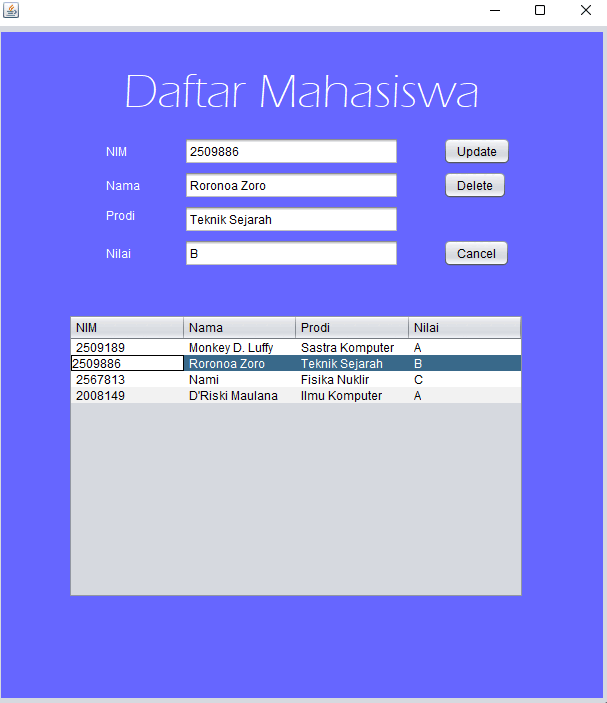 Daftar Mahasiswa
NIM 2509886 Update
Nama Roronoa Zoro Delete
Prodi Teknik Sejarah
Nilai B Cancel
NIM Nama Prodi Nilai
2509189 Monkey D. Luffy Sastra Komputer A
2509886 Roronoa Zoro Teknik Sejarah B
2567813 Nami Fisika Nuklir C
2008149 D'Riski Maulana Ilmu Komputer A